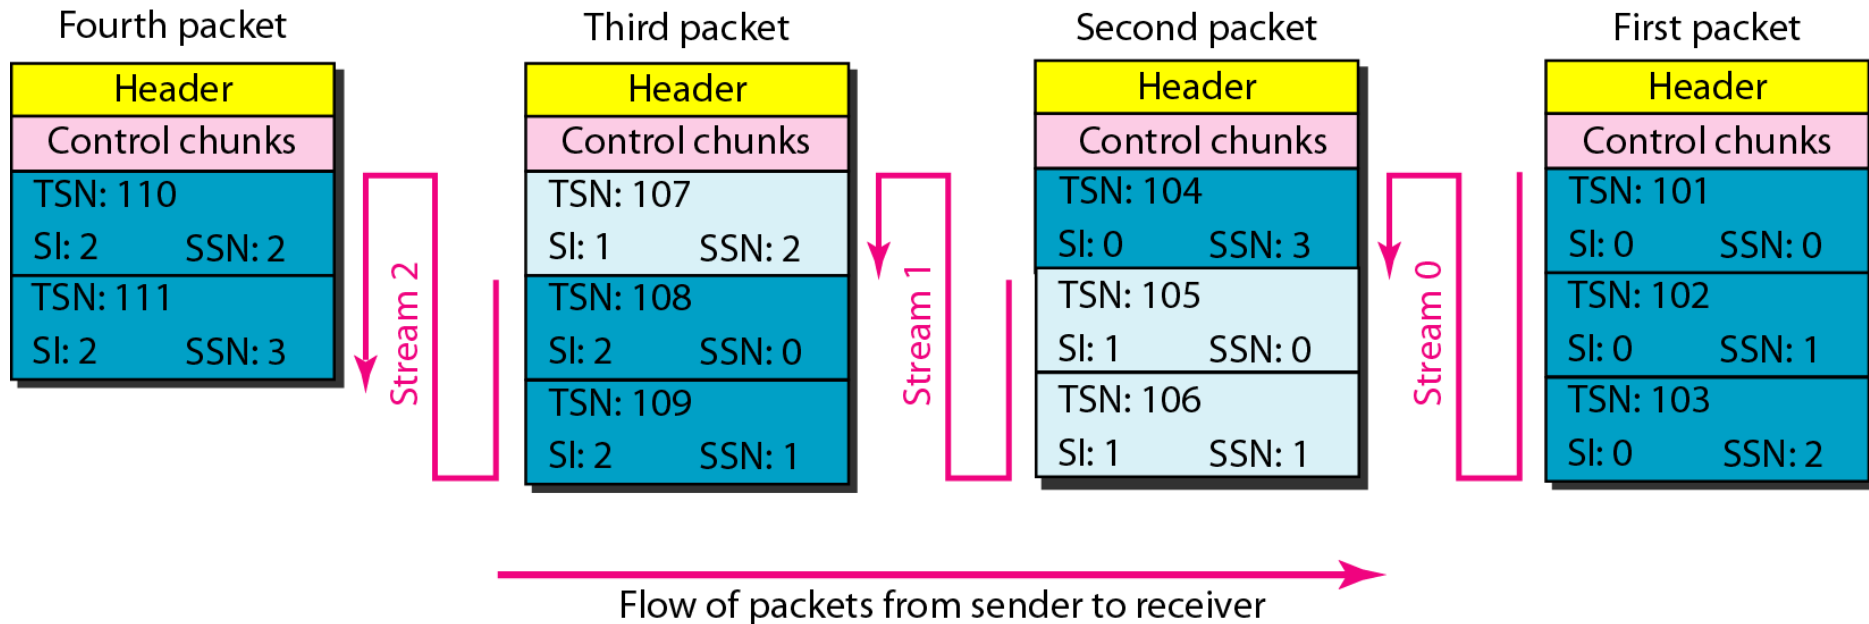 Fourth packet
Header
Control chunks
TSN: 110
SI: 2 SSN: 2
TSN: 111
SI: 2 SSN: 3
Stream 2
Third packet
Header
Control chunks
TSN: 107
SI: 1 SSN: 2
TSN: 108
SI: 2 SSN: 0
TSN: 109
SI: 2 SSN: 1
Stream 1
Second packet
Header
Control chunks
TSN: 104
SI: 0 SSN: 3
TSN: 105
SI: 1 SSN: 0
TSN: 106
SI: 1 SSN: 1
Stream 0
First packet
Header
Control chunks
TSN: 101
SI: 0 SSN: 0
TSN: 102
SI: 0 SSN: 1
TSN: 103
SI: 0 SSN: 2
Flow of packets from sender to receiver